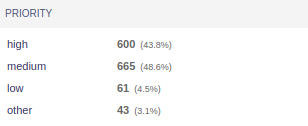 PRIORITY
high 600 (43.8%)
medium 665 (48.6%)
low 61 (4.5%)
other 43 (3.1%)